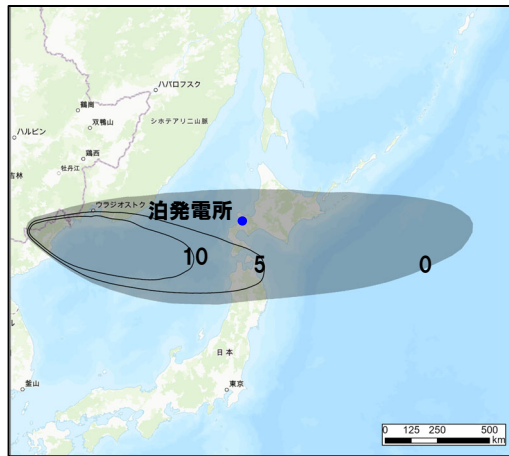 ハバロフスク
鶴崗
双鴨山
シホテアリニ山脈
ハルビン
鶏西
牡丹江
吉林
ウラジオストク
泊発電所
10
5
0
日本
東京
釜山
0 125 250 500
km